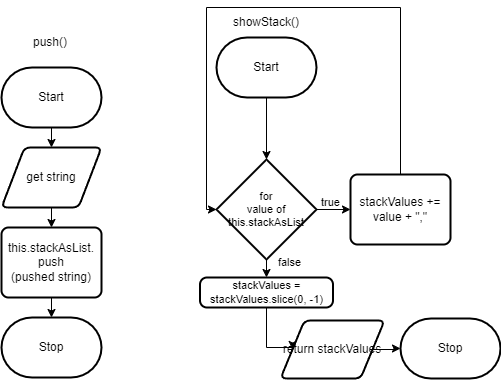 push()
Start
get string
this.stackAsList.
push
(pushed string)
Stop
showStack()
Start
for
value of
this.stackAsList
true
stackValues +=
value + ","
false
stackValues =
stackValues.slice(0, -1)
return stackValues
Stop